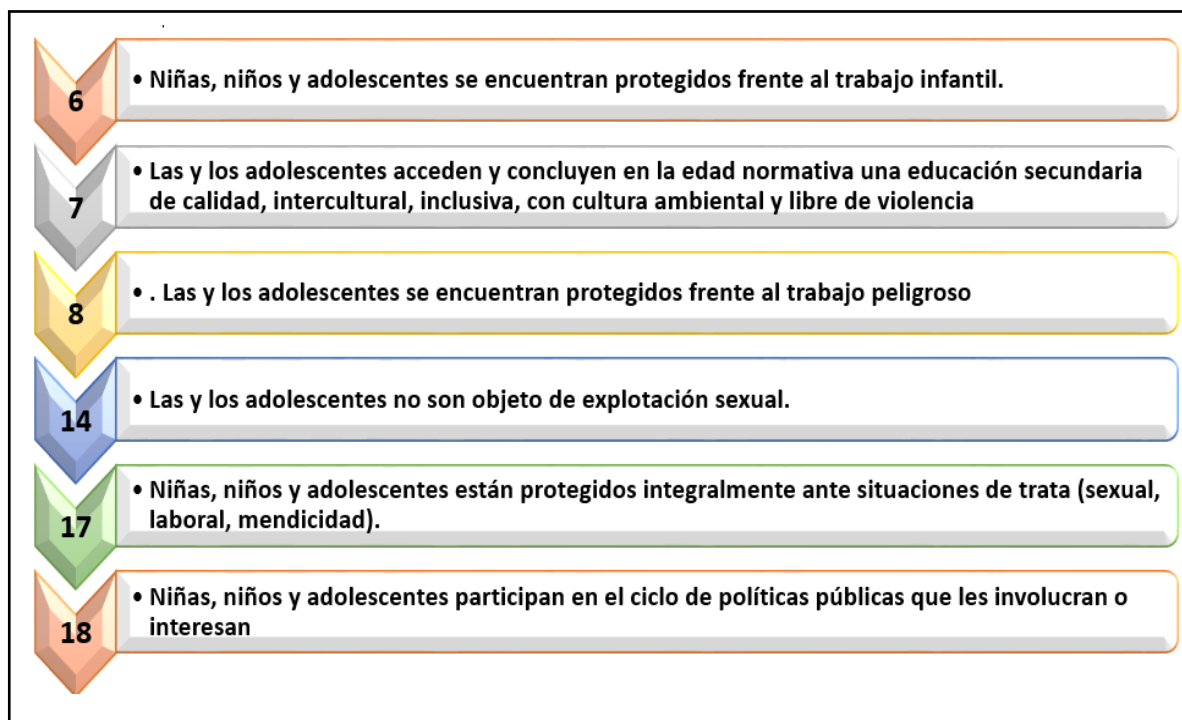 6
• Niñas, niños y adolescentes se encuentran protegidos frente al trabajo infantil.
7
• Las y los adolescentes acceden y concluyen en la edad normativa una educación secundaria
de calidad, intercultural, inclusiva, con cultura ambiental y libre de violencia
8
• . Las y los adolescentes se encuentran protegidos frente al trabajo peligroso
14
• Las y los adolescentes no son objeto de explotación sexual.
17
• Niñas, niños y adolescentes están protegidos integralmente ante situaciones de trata (sexual,
laboral, mendicidad).
18
• Niñas, niños y adolescentes participan en el ciclo de políticas públicas que les involucran o
interesan